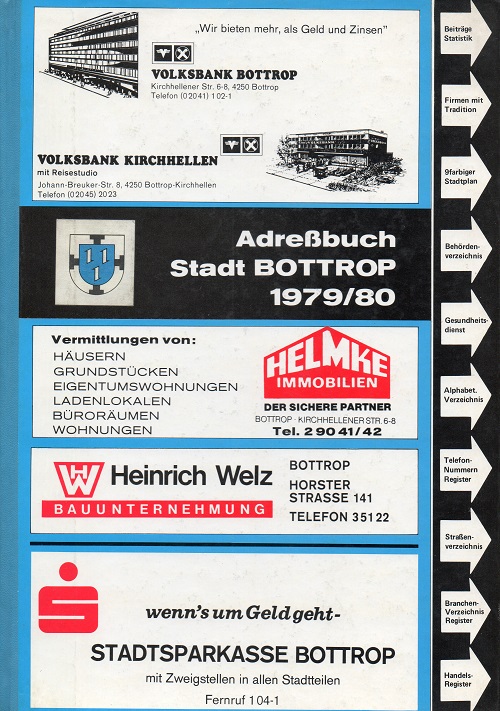 „Wir bieten mehr, als Geld und Zinsen"
VOLKSBANK BOTTROP
Kirchhellener Str. 6-8, 4250 Bottrop
Telefon (02041) 102-1
VOLKSBANK KIRCHHELLEN
mit Reisestudio
Johann-Breuker-Str. 8, 4250 Bottrop-Kirchhellen
Telefon (02045) 2023
Adreßbuch
Stadt BOTTROP
1979/80
Vermittlungen von:
HÄUSERN
GRUNDSTÜCKEN
EIGENTUMSWOHNUNGEN
LADENLOKALEN
BÜRORÄUMEN
WOHNUNGEN
HELMKE
IMMOBILIEN
DER SICHERE PARTNER
BOTTROP · KIRCHHELLENER STR. 6-8
Tel. 2 90 41/42
HW
Heinrich Welz
BAUUNTERNEHMUNG
BOTTROP
HORSTER
STRASSE 141
TELEFON 35122
wenn's um Geld geht-
STADTSPARKASSE BOTTROP
mit Zweigstellen in allen Stadtteilen
Fernruf 104-1
Beiträge
Statistik
Firmen mit
Tradition
9farbiger
Stadtplan
Behörden-
verzeichnis
Gesundheits-
dienst
Alphabet.
Verzeichnis
Telefon-
Nummern
Register
Straßen-
verzeichnis
Branchen-
Verzeichnis
Register
Handels-
Register